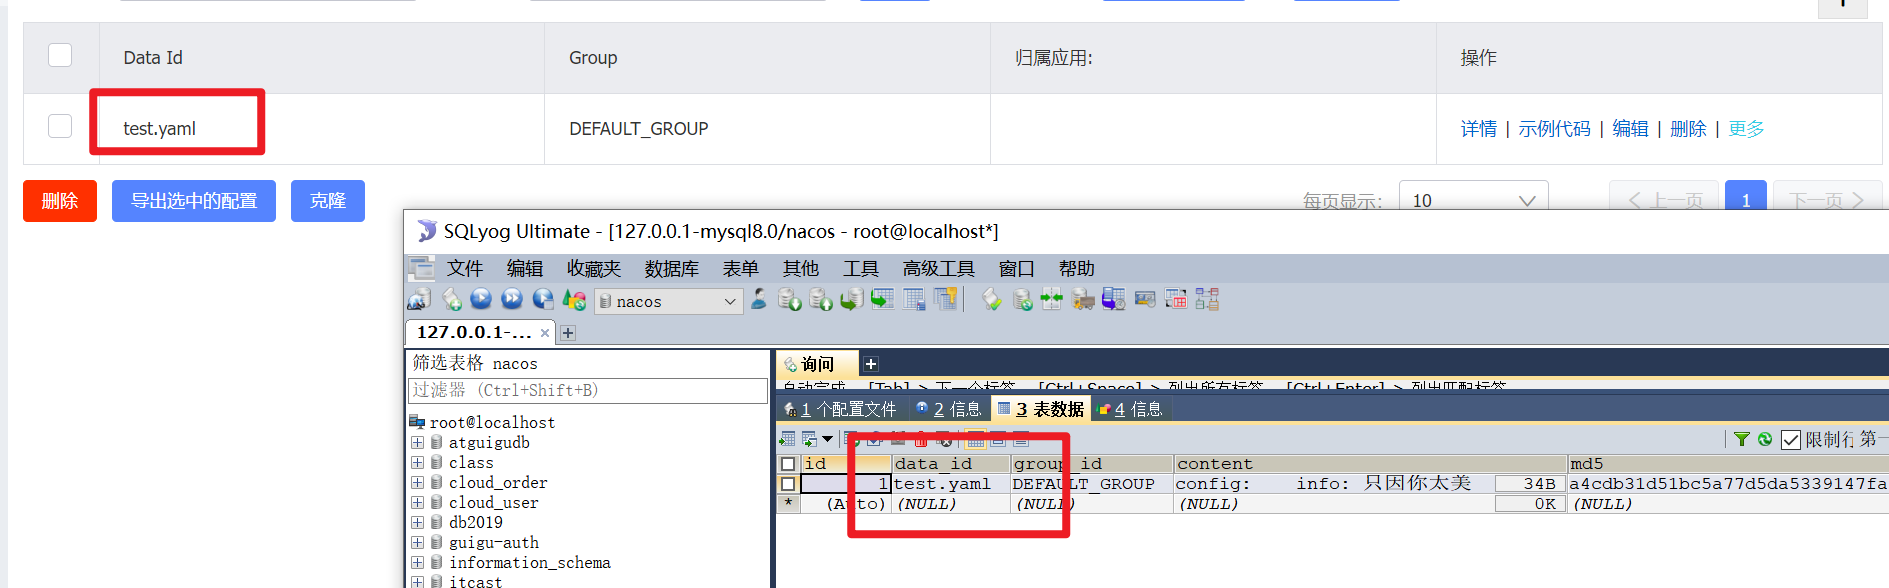 Data Id Group 归属应用: 操作
test.yaml DEFAULT_GROUP 详情 | 示例代码 | 编辑 | 删除 | 更多
删除 导出选中的配置 克隆 每页显示: 10 上一页 1 下一页
SQLyog Ultimate - [127.0.0.1-mysql8.0/nacos - root@localhost*]
文件 编辑 收藏夹 数据库 表单 其他 工具 高级工具 窗口 帮助
nacos
127.0.0.1-...
筛选表格 nacos
过滤器 (Ctrl+Shift+B)
root@localhost
atguigudb
class
cloud_order
cloud_user
db2019
guigu-auth
information_schema
itcast
询问
自动完成 [Tab]-> 下一个标签 [Ctrl+Space]-> 列出所有标签 [Ctrl+Enter]-> 列出匹配标签
1 个配置文件 2 信息 3 表数据 4 信息
限制行 第一
id data_id group_id content md5
1 test.yaml DEFAULT_GROUP config: info: 只因你太美 34B a4cdb31d51bc5a77d5da5339147fa
* (Auto) (NULL) (NULL) (NULL) 0K (NULL)